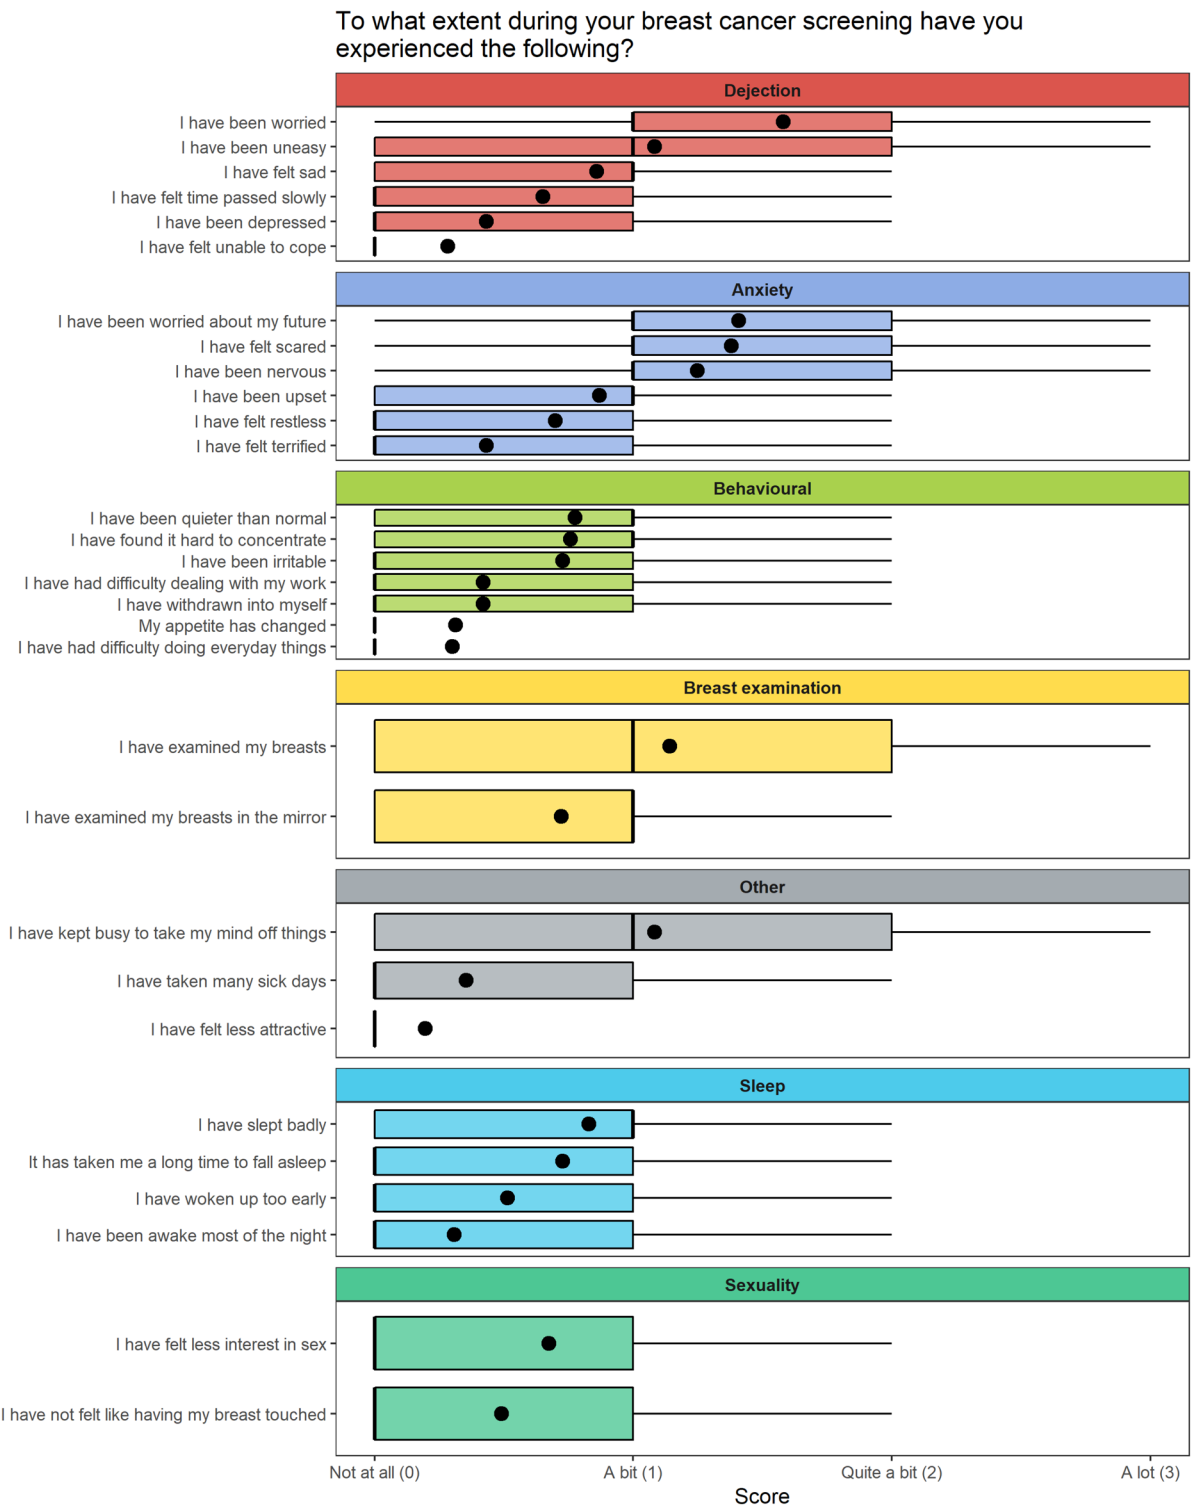 To what extent during your breast cancer screening have you
experienced the following?
Dejection
I have been worried
I have been uneasy
I have felt sad
I have felt time passed slowly
I have been depressed
I have felt unable to cope
Anxiety
I have been worried about my future
I have felt scared
I have been nervous
I have been upset
I have felt restless
I have felt terrified
Behavioural
I have been quieter than normal
I have found it hard to concentrate
I have been irritable
I have had difficulty dealing with my work
I have withdrawn into myself
My appetite has changed
I have had difficulty doing everyday things
Breast examination
I have examined my breasts
I have examined my breasts in the mirror
Other
I have kept busy to take my mind off things
I have taken many sick days
I have felt less attractive
Sleep
I have slept badly
It has taken me a long time to fall asleep
I have woken up too early
I have been awake most of the night
Sexuality
I have felt less interest in sex
I have not felt like having my breast touched
Not at all (0) A bit (1) Quite a bit (2) A lot (3)
Score